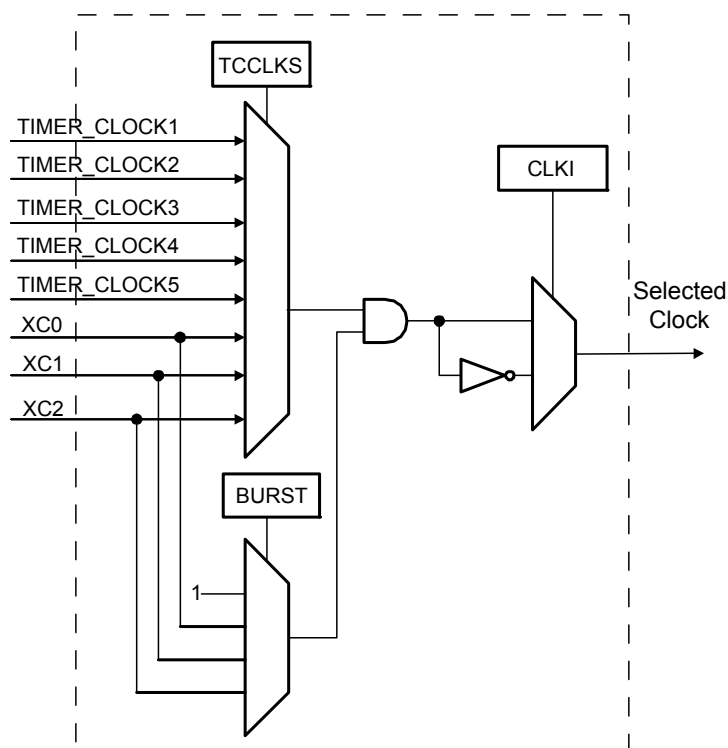 TCCLKS
TIMER_CLOCK1
TIMER_CLOCK2
TIMER_CLOCK3
TIMER_CLOCK4
TIMER_CLOCK5
XC0
XC1
XC2
CLKI
Selected
Clock
BURST
1